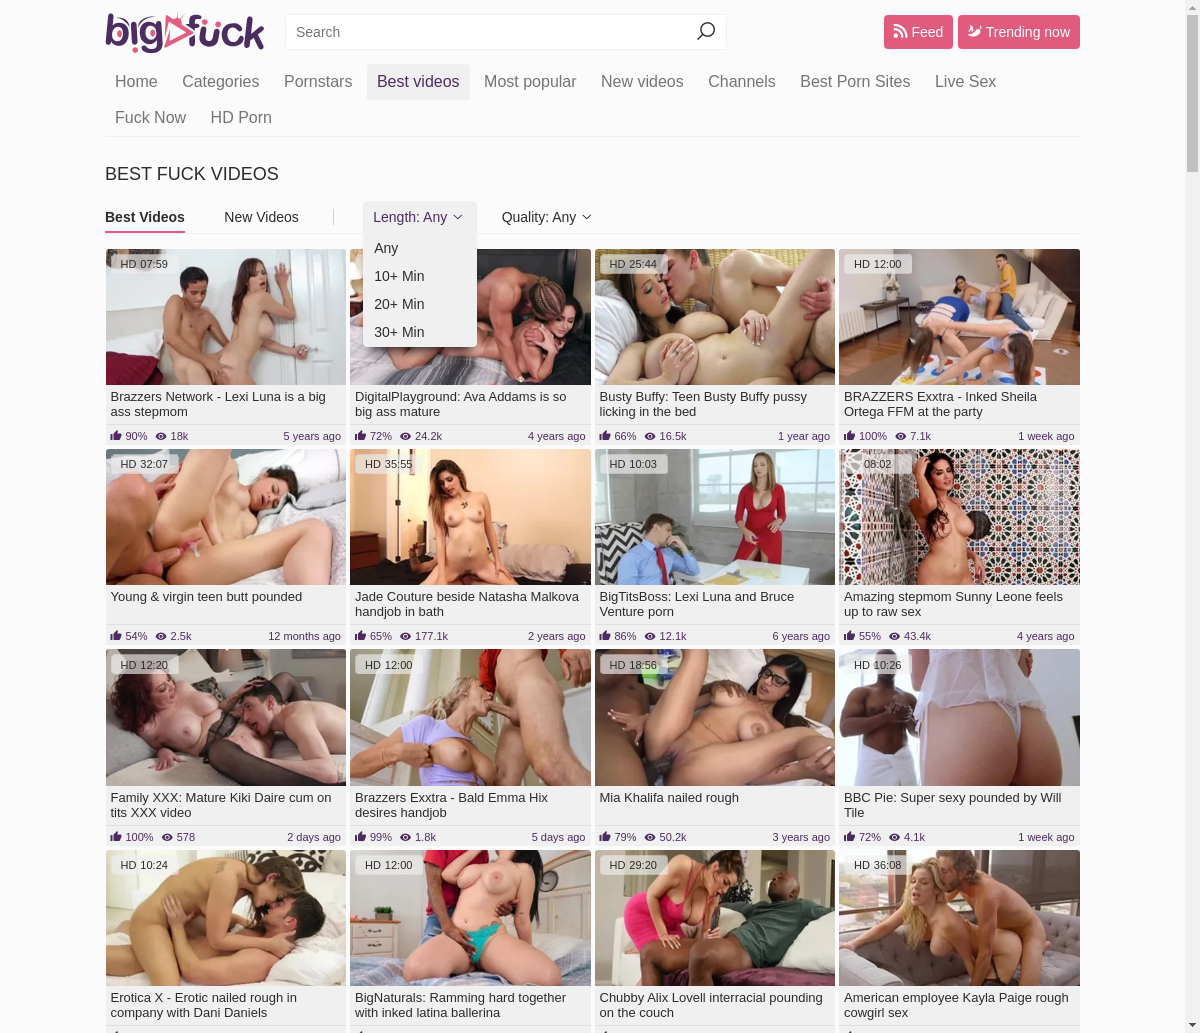 bigfuck
Search
Feed
Trending now
Home Categories Pornstars Best videos Most popular New videos Channels Best Porn Sites Live Sex
Fuck Now HD Porn
BEST FUCK VIDEOS
Best Videos New Videos Length: Any Quality: Any
Any
10+ Min
20+ Min
30+ Min
HD 07:59
HD 25:44
HD 12:00
Brazzers Network - Lexi Luna is a big
ass stepmom
90% 18k 5 years ago
DigitalPlayground: Ava Addams is so
big ass mature
72% 24.2k 4 years ago
Busty Buffy: Teen Busty Buffy pussy
licking in the bed
66% 16.5k 1 year ago
BRAZZERS Exxtra - Inked Sheila
Ortega FFM at the party
100% 7.1k 1 week ago
HD 32:07
HD 35:55
HD 10:03
08:02
Young & virgin teen butt pounded
54% 2.5k 12 months ago
Jade Couture beside Natasha Malkova
handjob in bath
65% 177.1k 2 years ago
BigTitsBoss: Lexi Luna and Bruce
Venture porn
86% 12.1k 6 years ago
Amazing stepmom Sunny Leone feels
up to raw sex
55% 43.4k 4 years ago
HD 12:20
HD 12:00
HD 18:56
HD 10:26
Family XXX: Mature Kiki Daire cum on
tits XXX video
100% 578 2 days ago
Brazzers Exxtra - Bald Emma Hix
desires handjob
99% 1.8k 5 days ago
Mia Khalifa nailed rough
79% 50.2k 3 years ago
BBC Pie: Super sexy pounded by Will
Tile
72% 4.1k 1 week ago
HD 10:24
HD 12:00
HD 29:20
HD 36:08
Erotica X - Erotic nailed rough in
company with Dani Daniels
BigNaturals: Ramming hard together
with inked latina ballerina
Chubby Alix Lovell interracial pounding
on the couch
American employee Kayla Paige rough
cowgirl sex